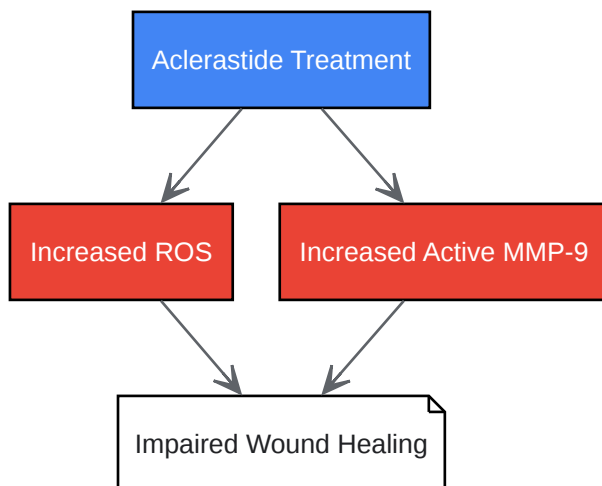 Aclerastide Treatment
Increased ROS
Increased Active MMP-9
Impaired Wound Healing